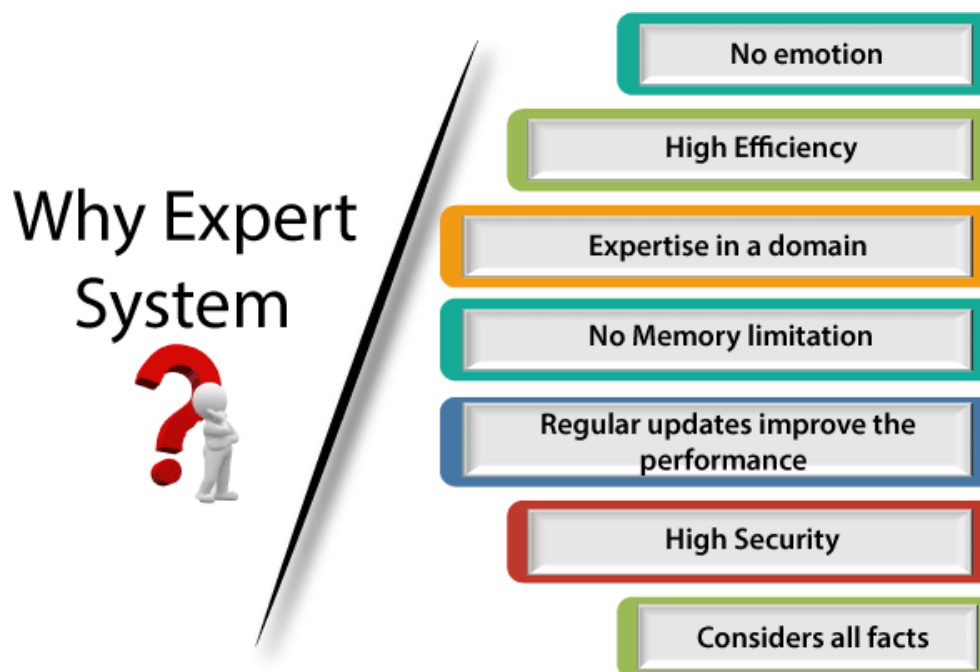 Why Expert
System
No emotion
High Efficiency
Expertise in a domain
No Memory limitation
Regular updates improve the
performance
High Security
Considers all facts